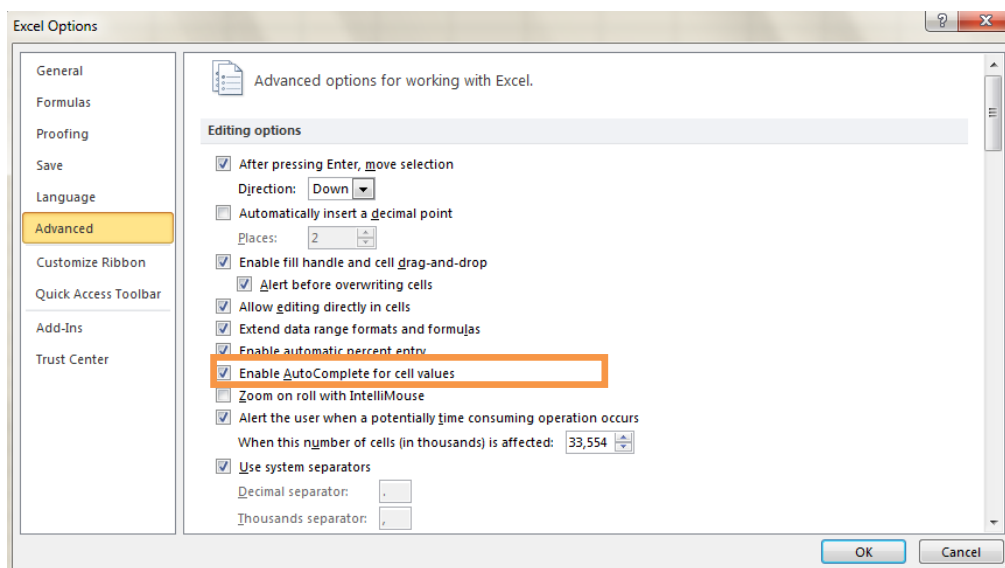 Excel Options
General
Formulas
Proofing
Save
Language
Advanced
Customize Ribbon
Quick Access Toolbar
Add-Ins
Trust Center
Advanced options for working with Excel.
Editing options
After pressing Enter, move selection
Direction: Down
Automatically insert a decimal point
Places: 2
Enable fill handle and cell drag-and-drop
Alert before overwriting cells
Allow editing directly in cells
Extend data range formats and formulas
Enable automatic percent entry
Enable AutoComplete for cell values
Zoom on roll with IntelliMouse
Alert the user when a potentially time consuming operation occurs
When this number of cells (in thousands) is affected: 33,554
Use system separators
Decimal separator: .
Thousands separator: ,
OK Cancel